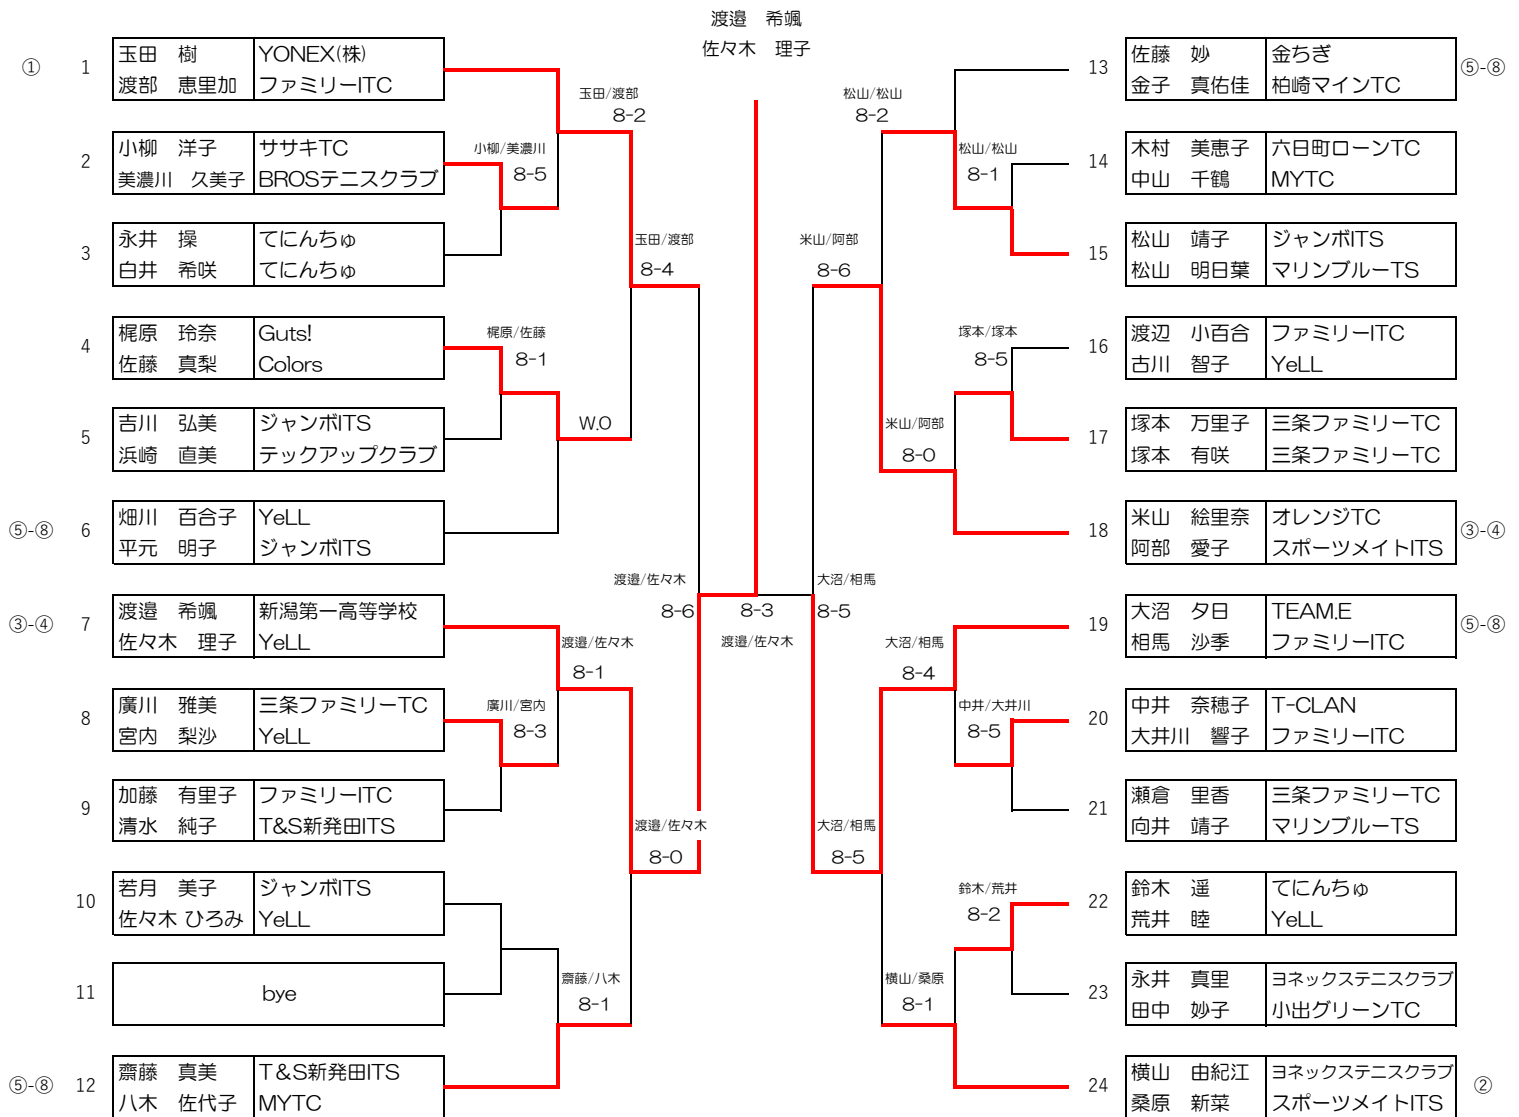 渡邉 希颯
佐々木 理子
① 1 玉田 樹 YONEX(株)
渡部 恵里加 ファミリーITC
2 小柳 洋子 ササキTC
美濃川 久美子 BROSテニスクラブ
3 永井 操 てにんちゅ
白井 希咲 てにんちゅ
4 梶原 玲奈 Guts!
佐藤 真梨 Colors
5 吉川 弘美 ジャンボITS
浜崎 直美 テックアップクラブ
⑤-⑧ 6 畑川 百合子 YeLL
平元 明子 ジャンボITS
③-④ 7 渡邉 希颯 新潟第一高等学校
佐々木 理子 YeLL
8 廣川 雅美 三条ファミリーTC
宮内 梨沙 YeLL
9 加藤 有里子 ファミリーITC
清水 純子 T&S新発田ITS
10 若月 美子 ジャンボITS
佐々木 ひろみ YeLL
11 bye
⑤-⑧ 12 齋藤 真美 T&S新発田ITS
八木 佐代子 MYTC
小柳/美濃川
8-5
梶原/佐藤
8-1
廣川/宮内
8-3
玉田/渡部
8-2
W.O
渡邉/佐々木
8-1
齋藤/八木
8-1
玉田/渡部
8-4
渡邉/佐々木
8-0
渡邉/佐々木
8-6
8-3
渡邉/佐々木
大沼/相馬
8-5
米山/阿部
8-6
大沼/相馬
8-5
松山/松山
8-2
米山/阿部
8-0
大沼/相馬
8-4
横山/桑原
8-1
松山/松山
8-1
塚本/塚本
8-5
中井/大井川
8-5
鈴木/荒井
8-2
13 佐藤 妙 金ちぎ ⑤-⑧
金子 真佑佳 柏崎マインTC
14 木村 美恵子 六日町ローンTC
中山 千鶴 MYTC
15 松山 靖子 ジャンボITS
松山 明日葉 マリンブルーTS
16 渡辺 小百合 ファミリーITC
古川 智子 YeLL
17 塚本 万里子 三条ファミリーTC
塚本 有咲 三条ファミリーTC
18 米山 絵里奈 オレンジTC ③-④
阿部 愛子 スポーツメイトITS
19 大沼 夕日 TEAM.E ⑤-⑧
相馬 沙季 ファミリーITC
20 中井 奈穂子 T-CLAN
大井川 響子 ファミリーITC
21 瀬倉 里香 三条ファミリーTC
向井 靖子 マリンブルーTS
22 鈴木 遥 てにんちゅ
荒井 睦 YeLL
23 永井 真里 ヨネックステニスクラブ
田中 妙子 小出グリーンTC
24 横山 由紀江 ヨネックステニスクラブ ②
桑原 新菜 スポーツメイトITS